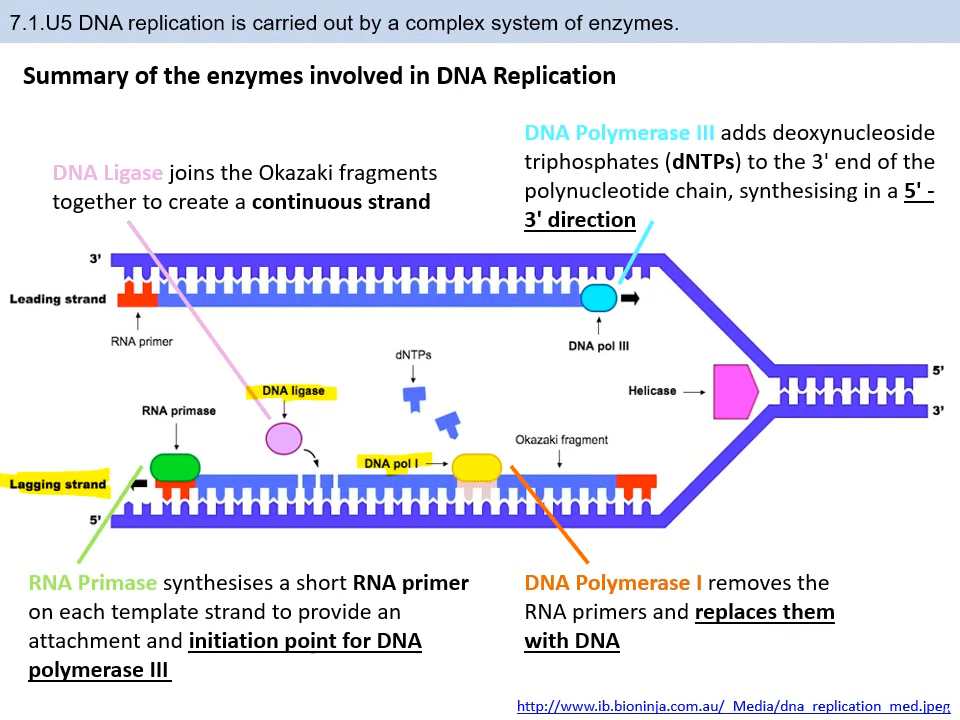 7.1.U5 DNA replication is carried out by a complex system of enzymes.
Summary of the enzymes involved in DNA Replication
DNA Polymerase III adds deoxynucleoside
triphosphates (dNTPs) to the 3' end of the
polynucleotide chain, synthesising in a 5' -
3' direction
DNA Ligase joins the Okazaki fragments
together to create a continuous strand
3’
Leading strand
RNA primer
DNA pol III
dNTPs
5’
Helicase
3’
DNA ligase
RNA primase
Okazaki fragment
DNA pol I
Lagging strand
5’
RNA Primase synthesises a short RNA primer
on each template strand to provide an
attachment and initiation point for DNA
polymerase III
DNA Polymerase I removes the
RNA primers and replaces them
with DNA
http://www.ib.bioninja.com.au/_Media/dna_replication_med.jpeg